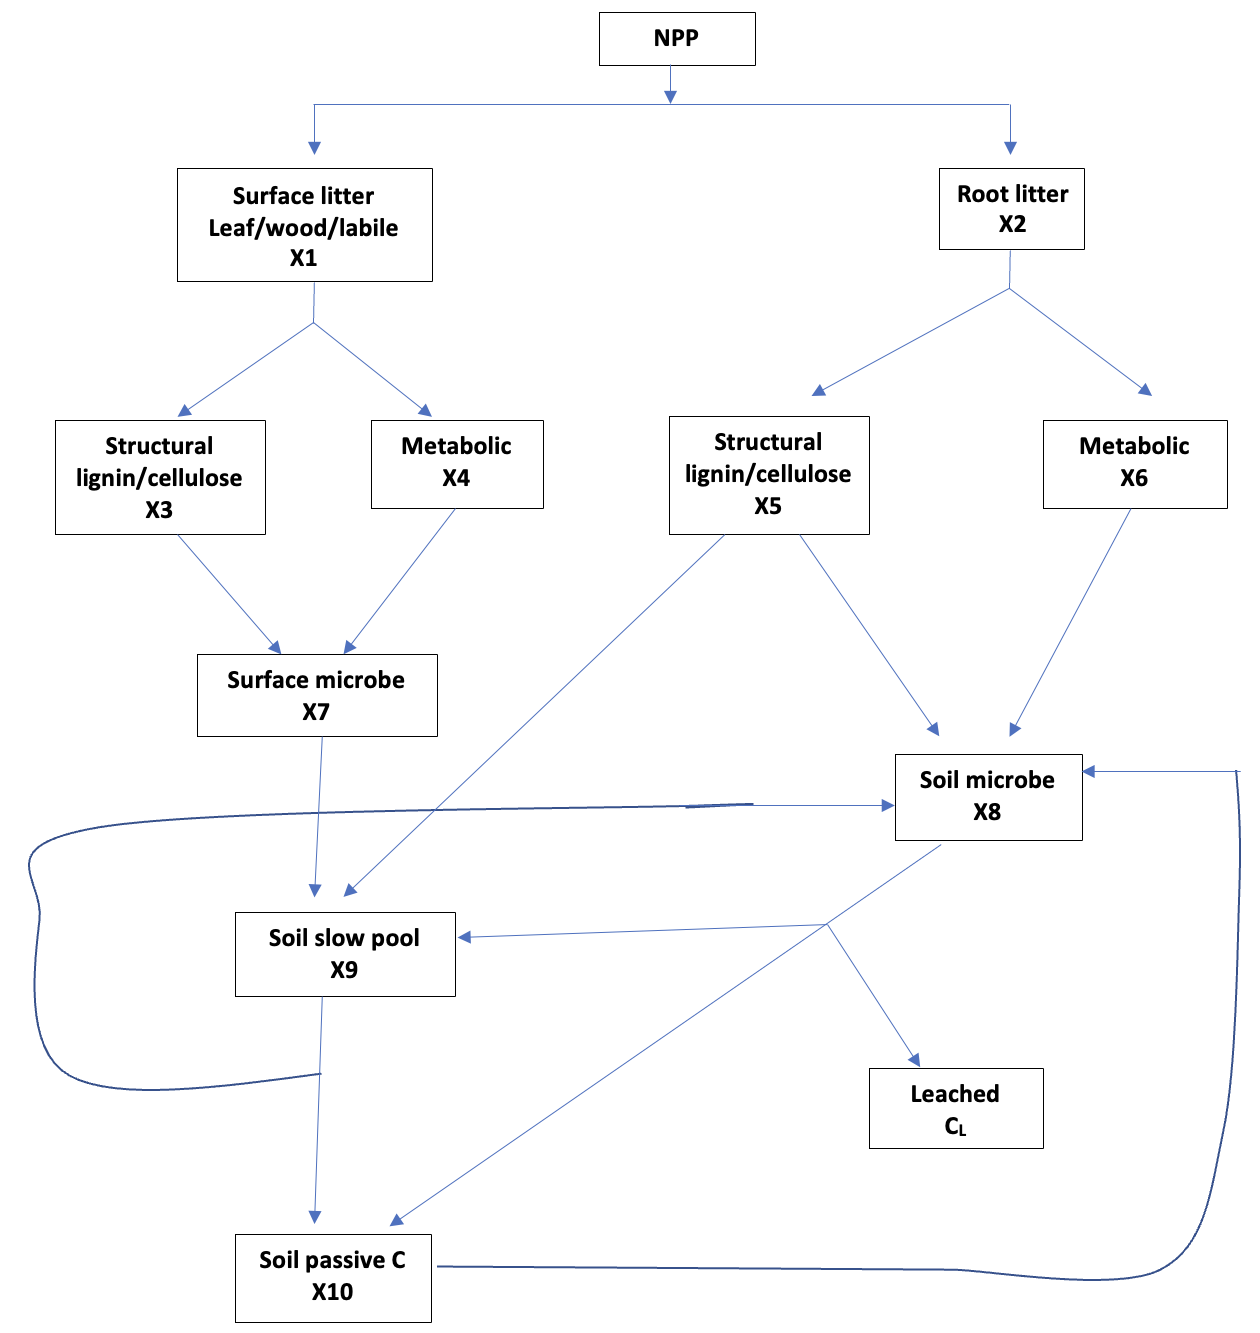 NPP
Surface litter
Leaf/wood/labile
X1
Root litter
X2
Structural
lignin/cellulose
X3
Metabolic
X4
Structural
lignin/cellulose
X5
Metabolic
X6
Surface microbe
X7
Soil microbe
X8
Soil slow pool
X9
Leached
CL
Soil passive C
X10